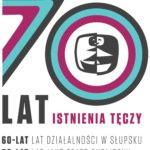 70
LAT ISTNIENIA TĘCZY
60-LAT LAT DZIAŁALNOŚCI W SŁUPSKU